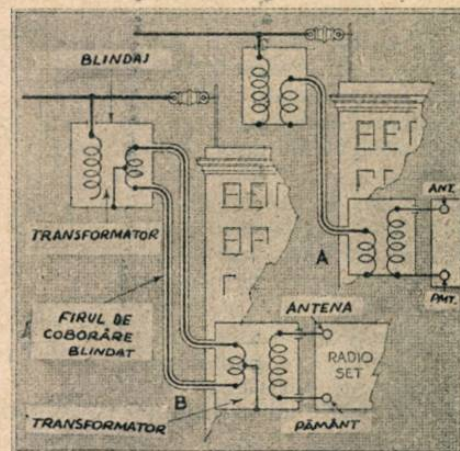 BLINDAJ
TRANSFORMATOR
FIRUL DE
COBORÂRE
BLINDAT
B
TRANSFORMATOR
A
ANT.
PMT.
ANTENA
RADIO
SET
PĂMÂNT